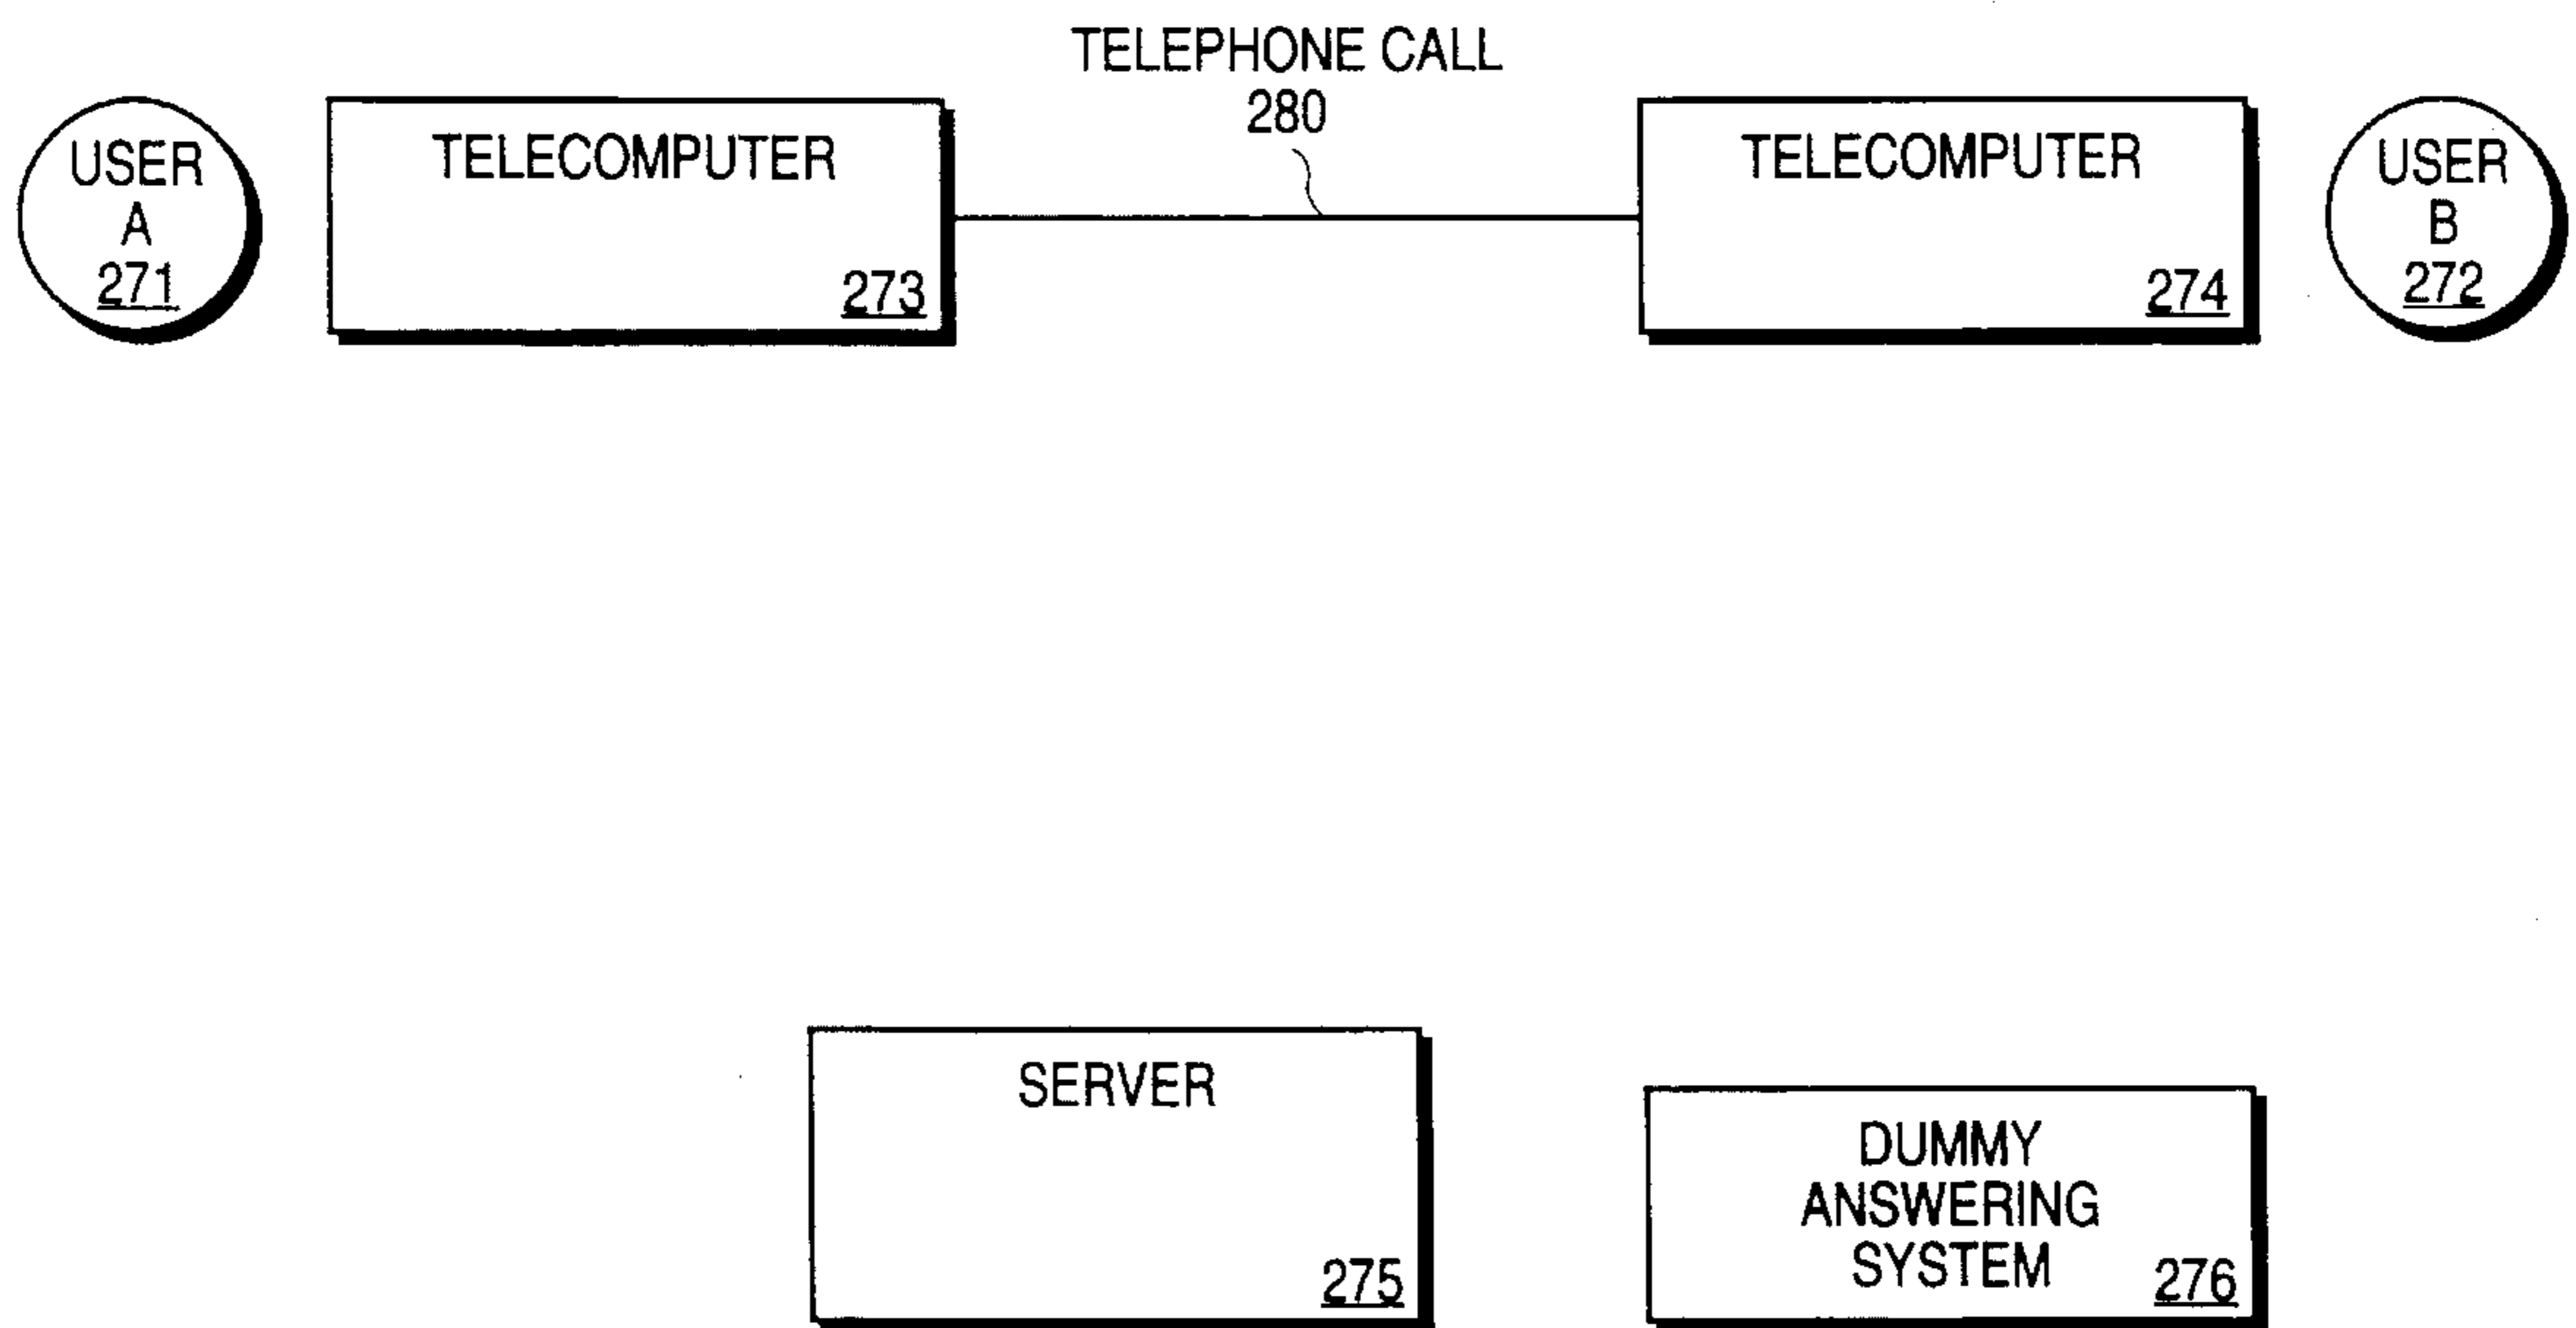 TELEPHONE CALL
280
USER
A
271
TELECOMPUTER
273
TELECOMPUTER
274
USER
B
272
SERVER
275
DUMMY
ANSWERING
SYSTEM
276